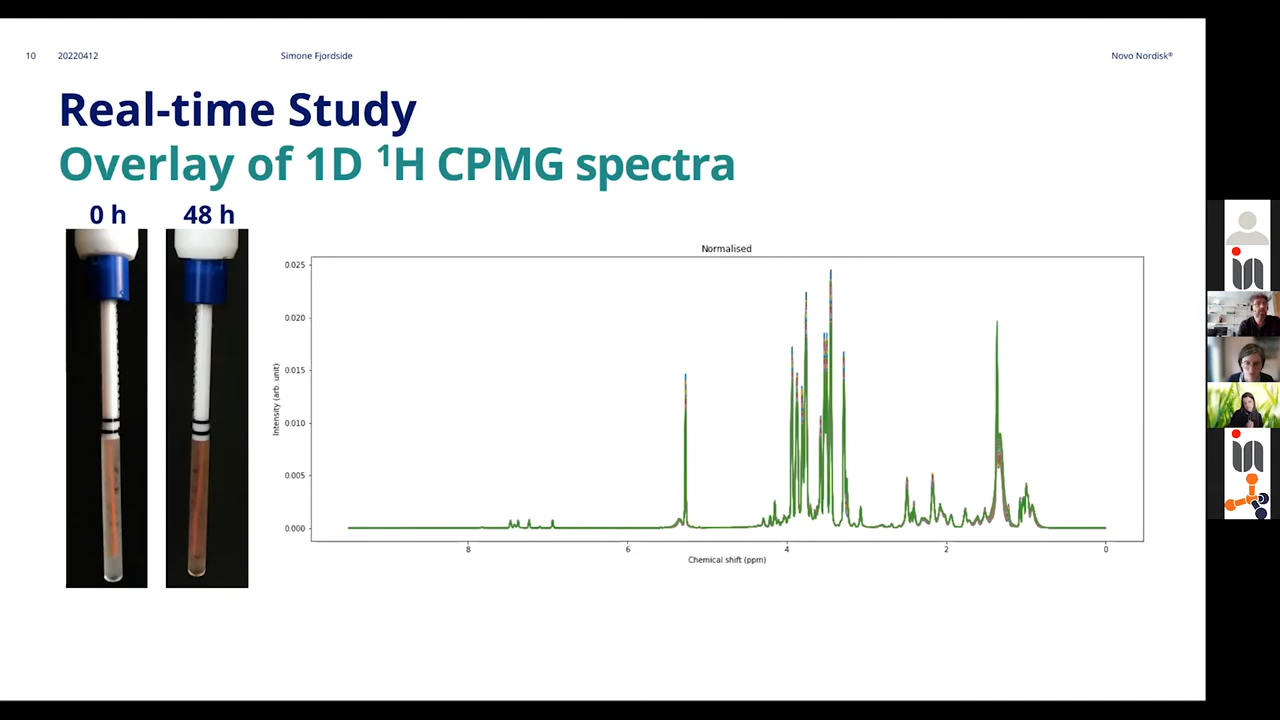 10 20220412 Simone Fjordside Novo Nordisk®
Real-time Study
Overlay of 1D ¹H CPMG spectra
0 h 48 h
Normalised
0.025
0.020
0.015
0.010
0.005
0.000
Intensity (arb. unit)
8 6 4 2 0
Chemical shift (ppm)